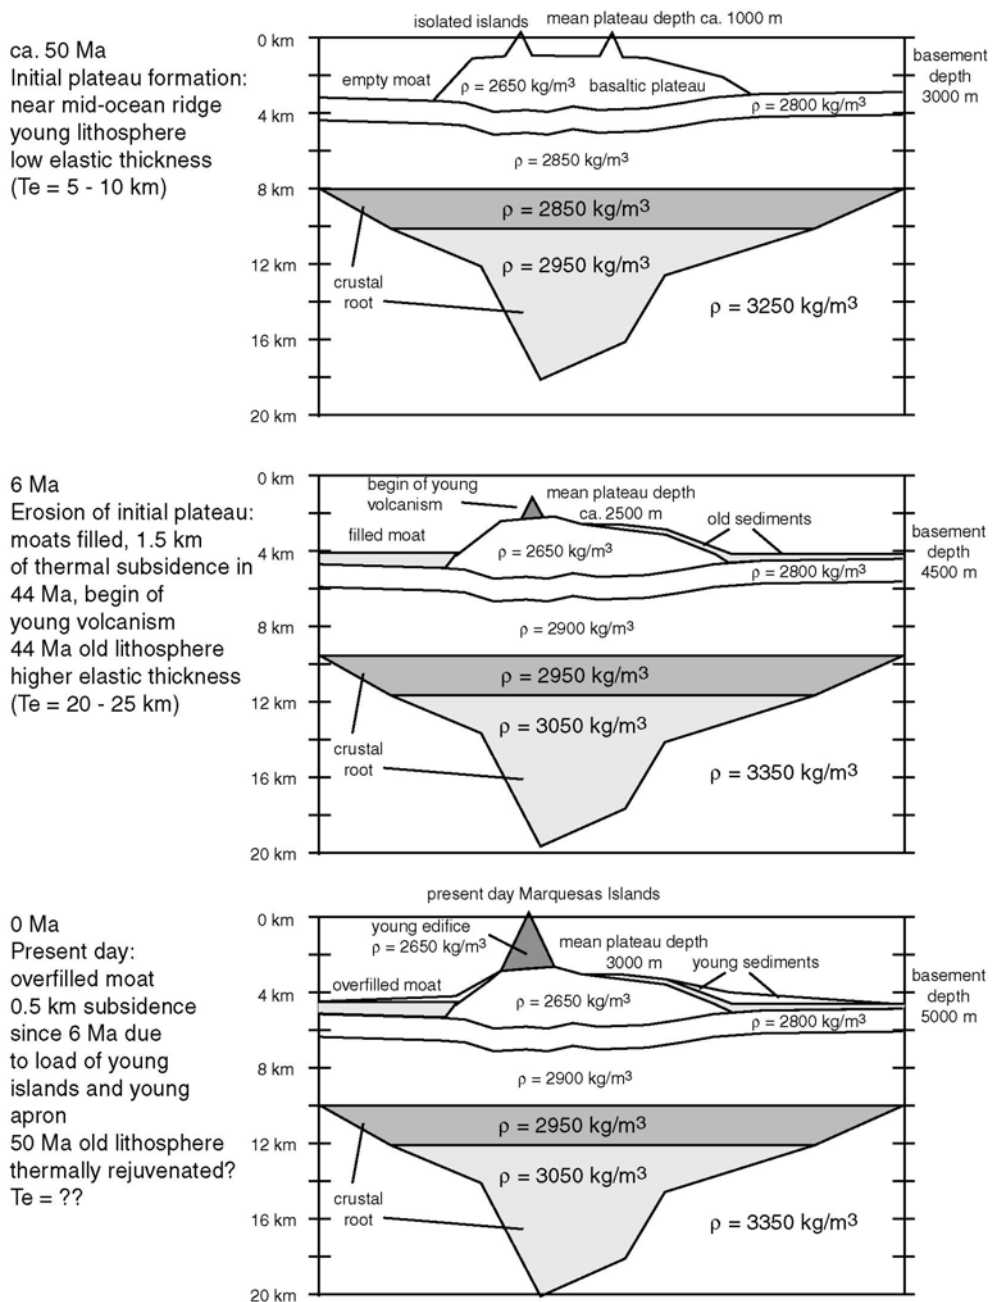 ca. 50 Ma
Initial plateau formation:
near mid-ocean ridge
young lithosphere
low elastic thickness
(Te = 5 - 10 km)
isolated islands
mean plateau depth ca. 1000 m
0 km
4 km
8 km
12 km
16 km
20 km
empty moat
ρ = 2650 kg/m3
basaltic plateau
ρ = 2800 kg/m3
basement
depth
3000 m
ρ = 2850 kg/m3
ρ = 2850 kg/m3
ρ = 2950 kg/m3
crustal
root
ρ = 3250 kg/m3
6 Ma
Erosion of initial plateau:
moats filled, 1.5 km
of thermal subsidence in
44 Ma, begin of
young volcanism
44 Ma old lithosphere
higher elastic thickness
(Te = 20 - 25 km)
0 km
4 km
8 km
12 km
16 km
20 km
begin of young
volcanism
mean plateau depth
ca. 2500 m
old sediments
filled moat
ρ = 2650 kg/m3
ρ = 2800 kg/m3
basement
depth
4500 m
ρ = 2900 kg/m3
ρ = 2950 kg/m3
ρ = 3050 kg/m3
crustal
root
ρ = 3350 kg/m3
0 Ma
Present day:
overfilled moat
0.5 km subsidence
since 6 Ma due
to load of young
islands and young
apron
50 Ma old lithosphere
thermally rejuvenated?
Te = ??
present day Marquesas Islands
0 km
4 km
8 km
12 km
16 km
20 km
young edifice
ρ = 2650 kg/m3
mean plateau depth
3000 m
young sediments
overfilled moat
ρ = 2650 kg/m3
ρ = 2800 kg/m3
basement
depth
5000 m
ρ = 2900 kg/m3
ρ = 2950 kg/m3
ρ = 3050 kg/m3
crustal
root
ρ = 3350 kg/m3